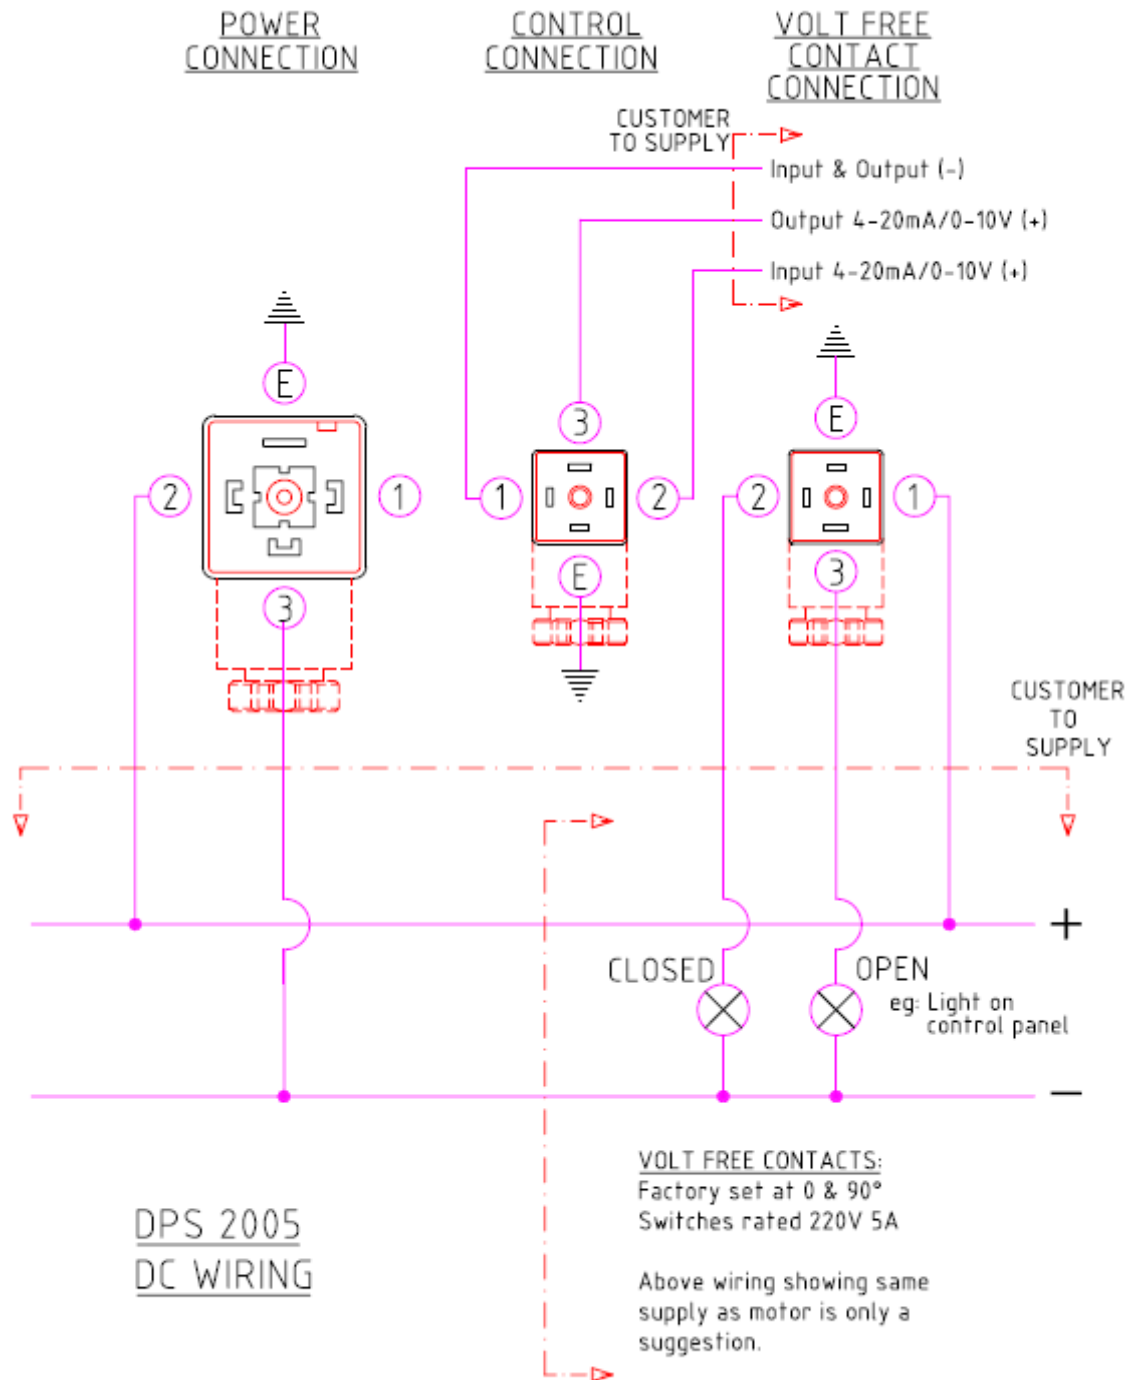 POWER
CONNECTION
CONTROL
CONNECTION
VOLT FREE
CONTACT
CONNECTION
CUSTOMER
TO SUPPLY
Input & Output (-)
Output 4-20mA/0-10V (+)
Input 4-20mA/0-10V (+)
E
2
1
3
3
1
2
E
E
2
1
3
CUSTOMER
TO
SUPPLY
+
CLOSED
OPEN
eg: Light on
control panel
-
VOLT FREE CONTACTS:
Factory set at 0 & 90°
Switches rated 220V 5A
Above wiring showing same
supply as motor is only a
suggestion.
DPS 2005
DC WIRING